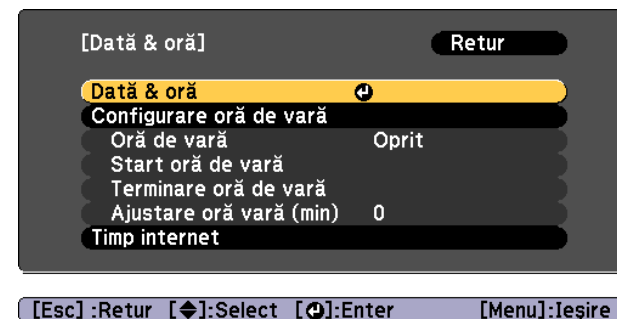 [Dată & oră] Retur
Dată & oră
Configurare oră de vară
Oră de vară Oprit
Start oră de vară
Terminare oră de vară
Ajustare oră vară (min) 0
Timp internet
[Esc] :Retur [◆]:Select [⏎]:Enter [Menu]:Ieşire